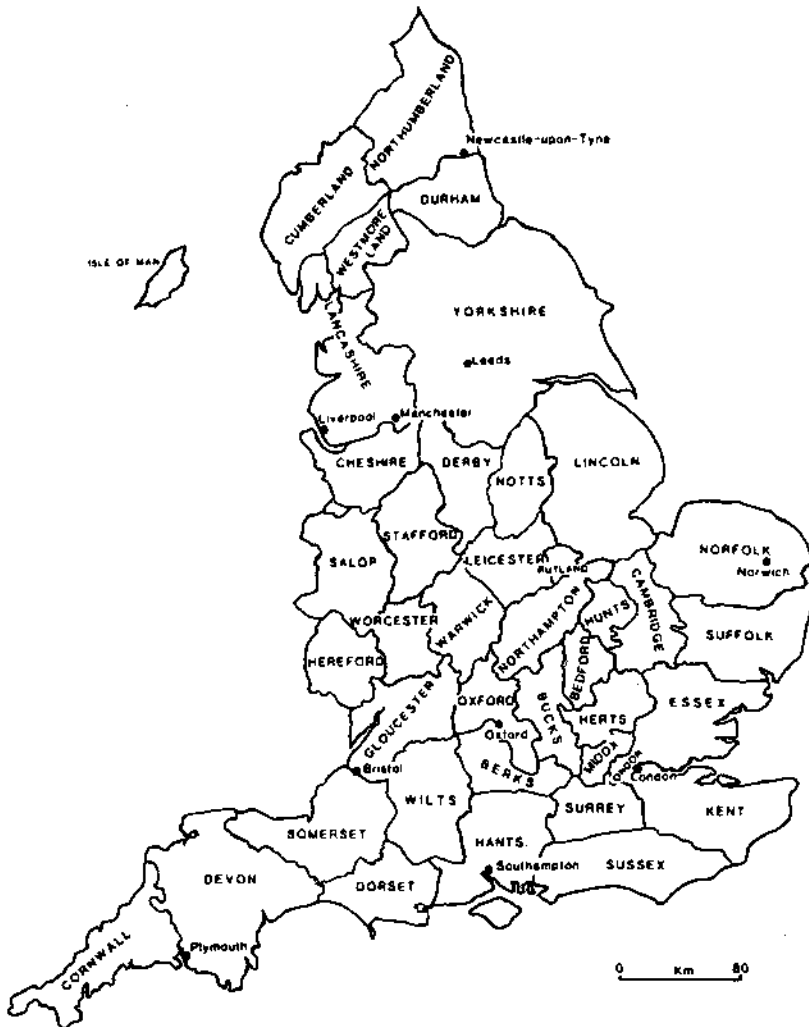 NORTHUMBERLAND
Newcastle-upon-Tyne
CUMBERLAND
DURHAM
WESTMORE
LAND
ISLE OF MAN
LANCASHIRE
YORKSHIRE
Leeds
Liverpool
Manchester
CHESHIRE
DERBY
NOTTS
LINCOLN
STAFFORD
SALOP
LEICESTER
RUTLAND
NORFOLK
Norwich
WORCESTER
WARWICK
NORTHAMPTON
HUNTS
CAMBRIDGE
SUFFOLK
HEREFORD
BEDFORD
GLOUCESTER
OXFORD
Oxford
BUCKS
HERTS
ESSEX
MIDDX
LONDON
London
Bristol
BERKS
WILTS
SURREY
KENT
SOMERSET
HANTS.
Southampton
SUSSEX
DEVON
DORSET
CORNWALL
Plymouth
0 Km 80